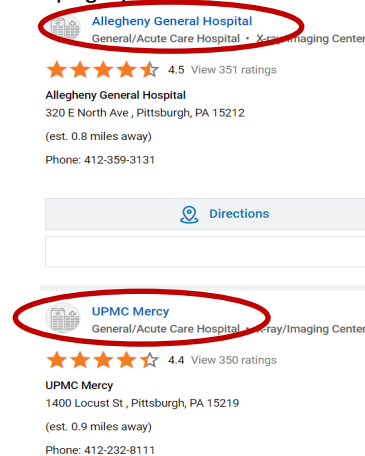 Allegheny General Hospital
General/Acute Care Hospital • X-ray/Imaging Center
4.5 View 351 ratings
Allegheny General Hospital
320 E North Ave , Pittsburgh, PA 15212
(est. 0.8 miles away)
Phone: 412-359-3131
Directions
UPMC Mercy
General/Acute Care Hospital • X-ray/Imaging Center
4.4 View 350 ratings
UPMC Mercy
1400 Locust St , Pittsburgh, PA 15219
(est. 0.9 miles away)
Phone: 412-232-8111